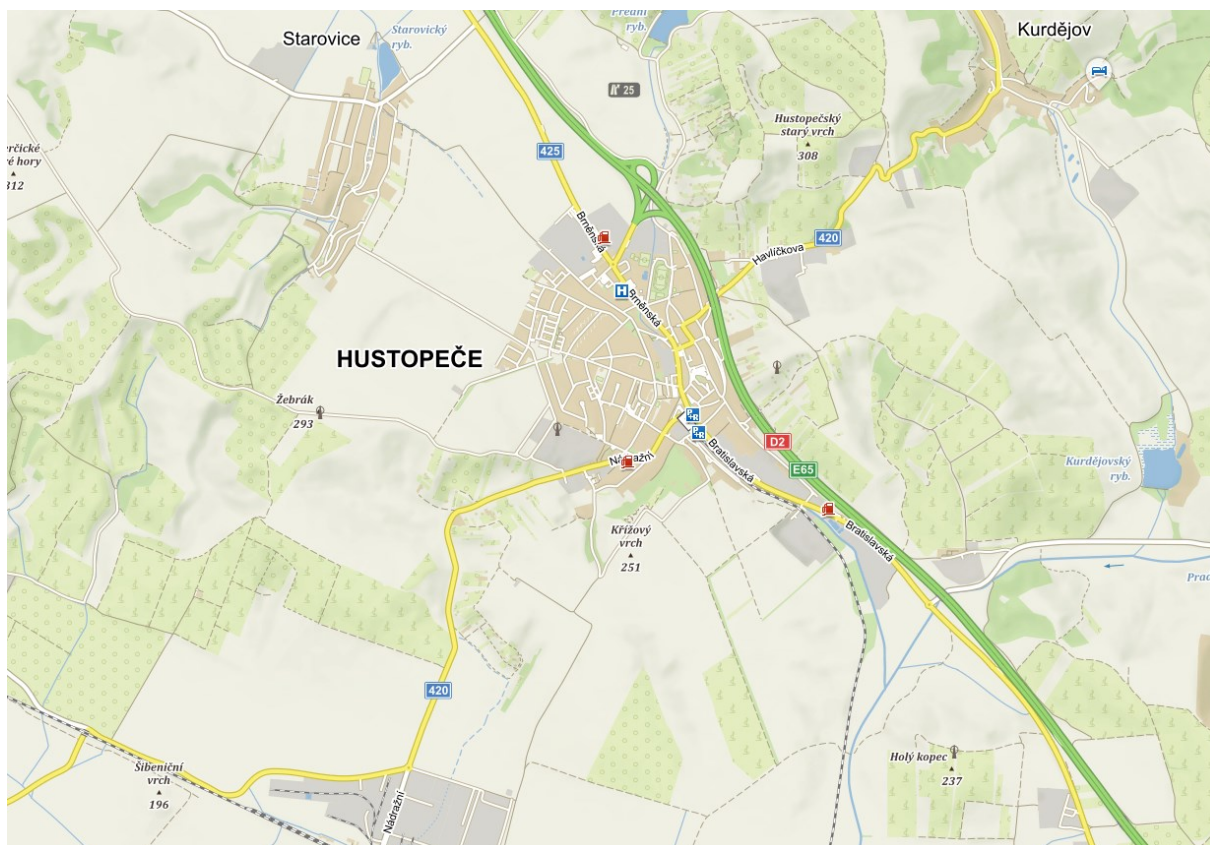 Přední
ryb.
Starovický
ryb.
Starovice
Kurdějov
25
Hustopečský
starý vrch
308
425
vé hory
312
Brněnská
420
Havlíčkova
H
Brněnská
HUSTOPEČE
Žebrák
293
P+R
P+R
D2
Bratislavská
Nádražní
E65
Kurdějovský
ryb.
Křížový
vrch
251
Bratislavská
420
Holý kopec
237
Šibeniční
vrch
196
Nádražní